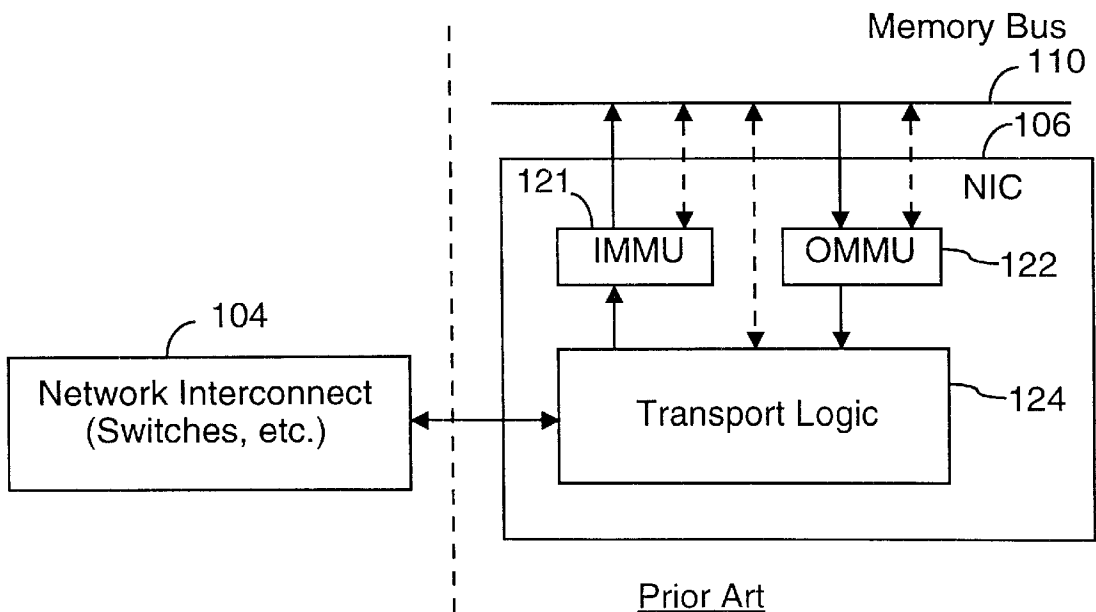 Memory Bus
110
106
NIC
121
IMMU
OMMU
122
104
Network Interconnect
(Switches, etc.)
Transport Logic
124
Prior Art